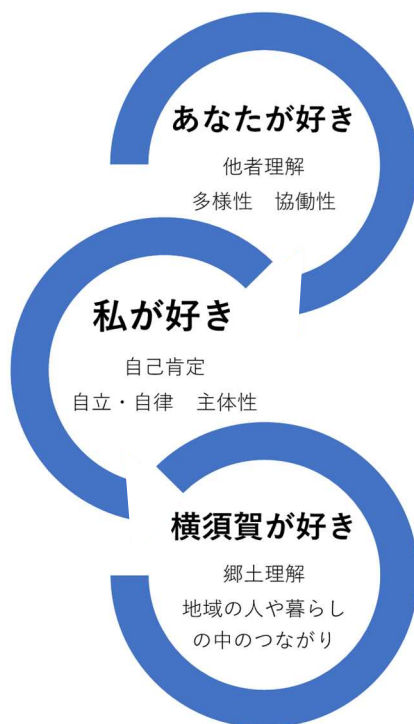 あなたが好き
他者理解
多様性　協働性
私が好き
自己肯定
自立・自律　主体性
横須賀が好き
郷土理解
地域の人や暮らし
の中のつながり